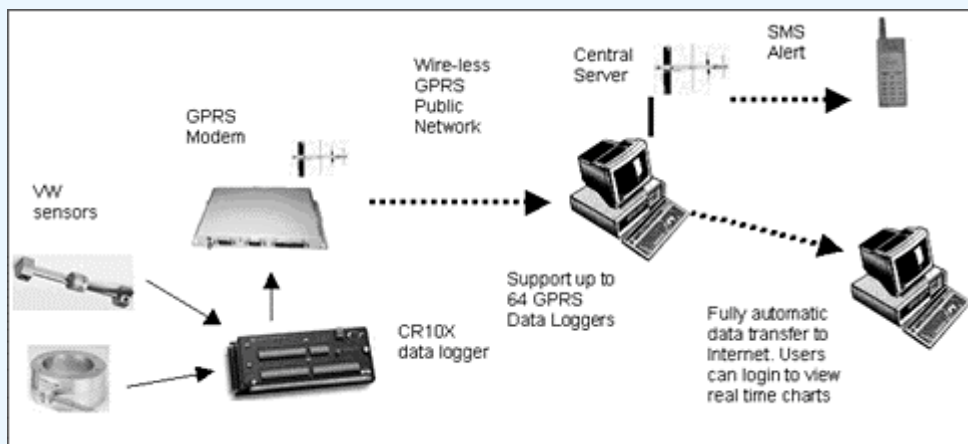 VW
sensors
GPRS
Modem
CR10X
data logger
Wire-less
GPRS
Public
Network
Central
Server
SMS
Alert
Support up to
64 GPRS
Data Loggers
Fully automatic
data transfer to
Internet. Users
can login to view
real time charts